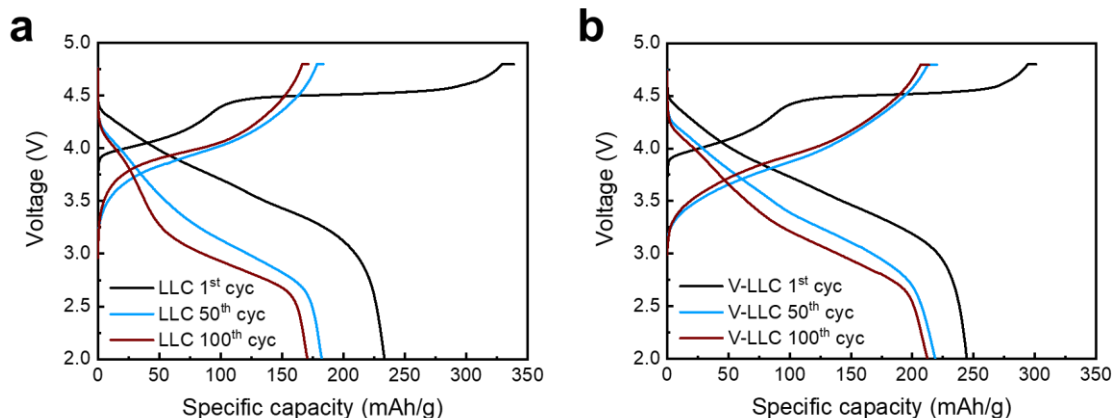 a
5.0
4.5
4.0
3.5
3.0
2.5
2.0
Voltage (V)
LLC 1st cyc
LLC 50th cyc
LLC 100th cyc
0 50 100 150 200 250 300 350
Specific capacity (mAh/g)
b
5.0
4.5
4.0
3.5
3.0
2.5
2.0
Voltage (V)
V-LLC 1st cyc
V-LLC 50th cyc
V-LLC 100th cyc
0 50 100 150 200 250 300 350
Specific capacity (mAh/g)